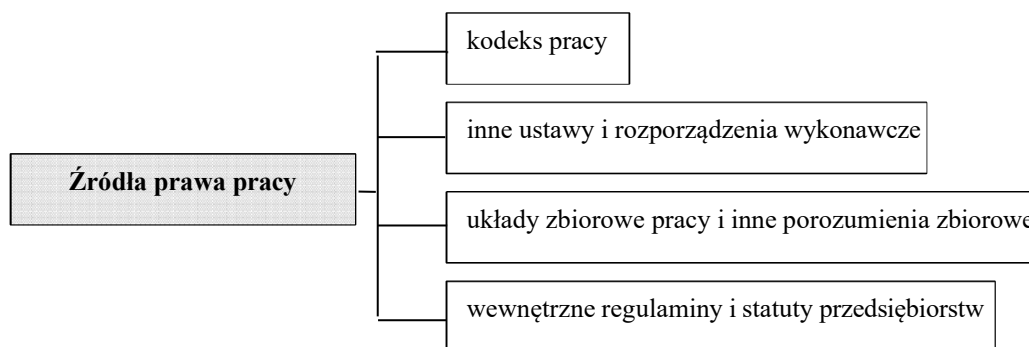 kodeks pracy
inne ustawy i rozporządzenia wykonawcze
Źródła prawa pracy
układy zbiorowe pracy i inne porozumienia zbiorowe
wewnętrzne regulaminy i statuty przedsiębiorstw